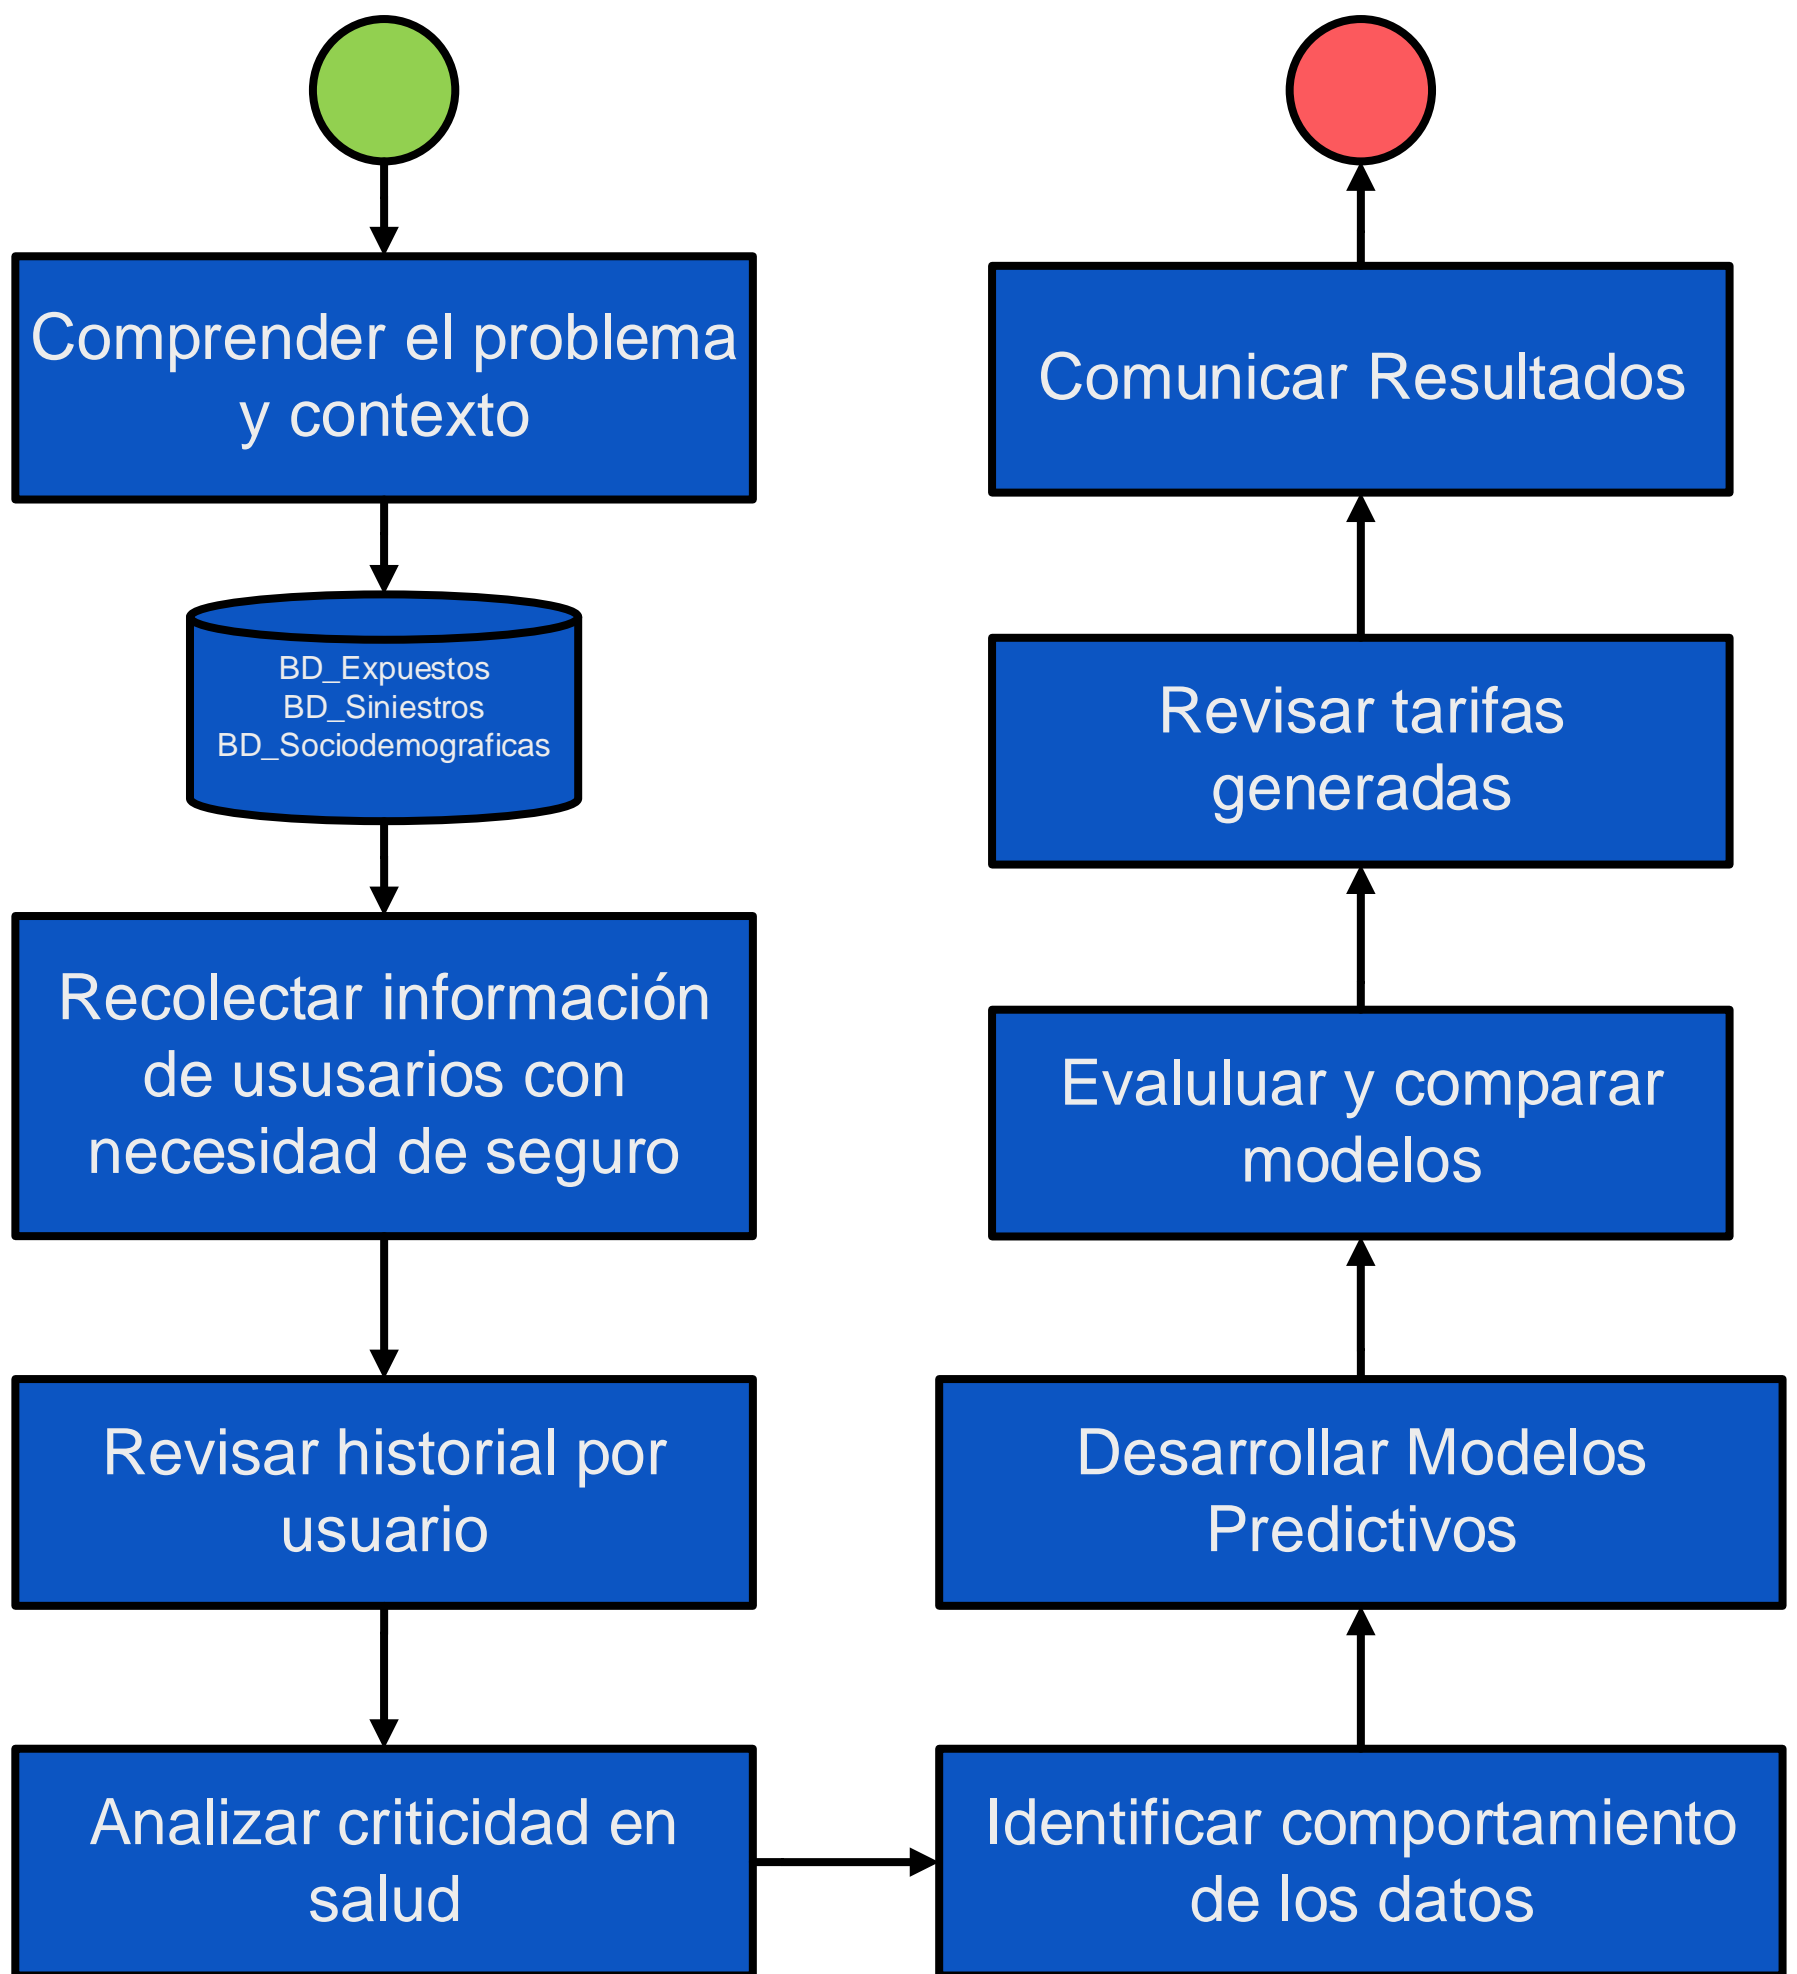 Comprender el problema
y contexto
BD_Expuestos
BD_Siniestros
BD_Sociodemograficas
Recolectar información
de ususarios con
necesidad de seguro
Revisar historial por
usuario
Analizar criticidad en
salud
Identificar comportamiento
de los datos
Desarrollar Modelos
Predictivos
Evaluluar y comparar
modelos
Revisar tarifas
generadas
Comunicar Resultados